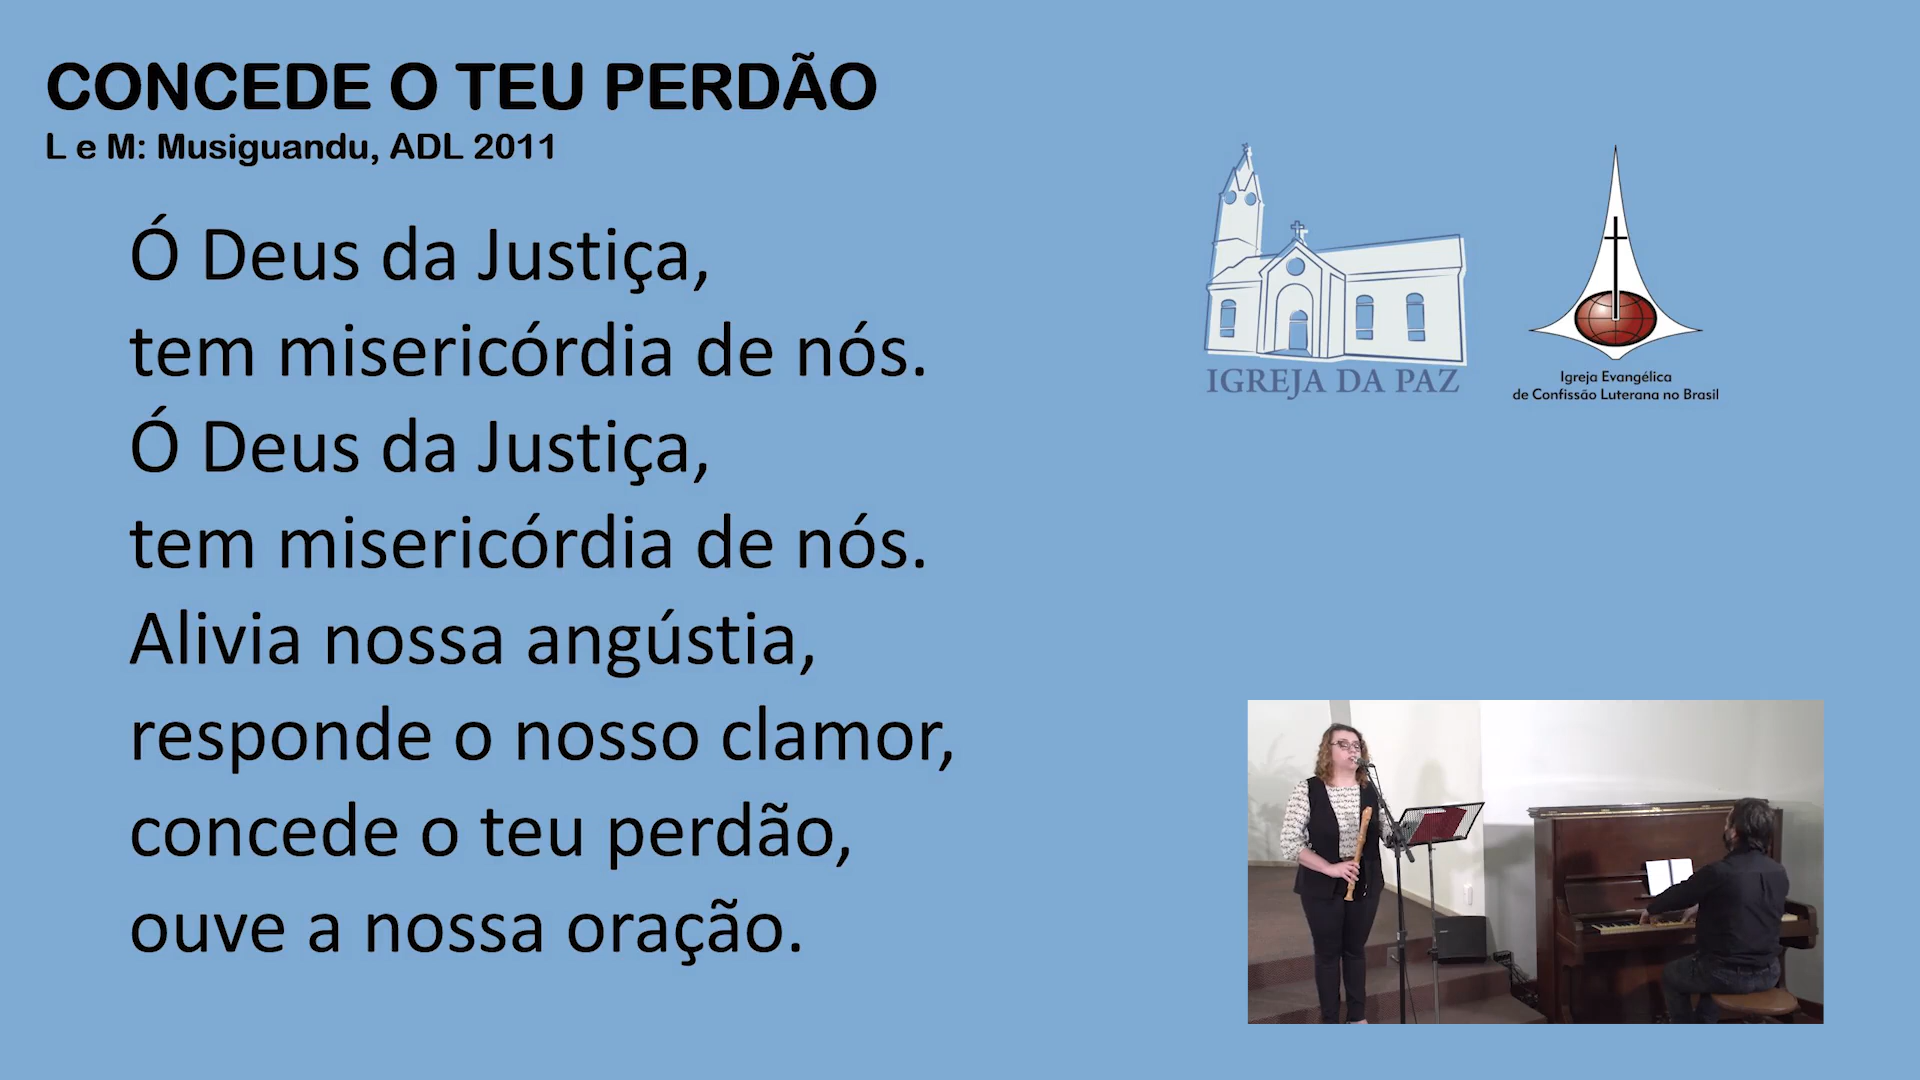 CONCEDE O TEU PERDÃO
L e M: Musiguandu, ADL 2011
Ó Deus da Justiça,
tem misericórdia de nós.
Ó Deus da Justiça,
tem misericórdia de nós.
Alivia nossa angústia,
responde o nosso clamor,
concede o teu perdão,
ouve a nossa oração.
IGREJA DA PAZ
Igreja Evangélica
de Confissão Luterana no Brasil